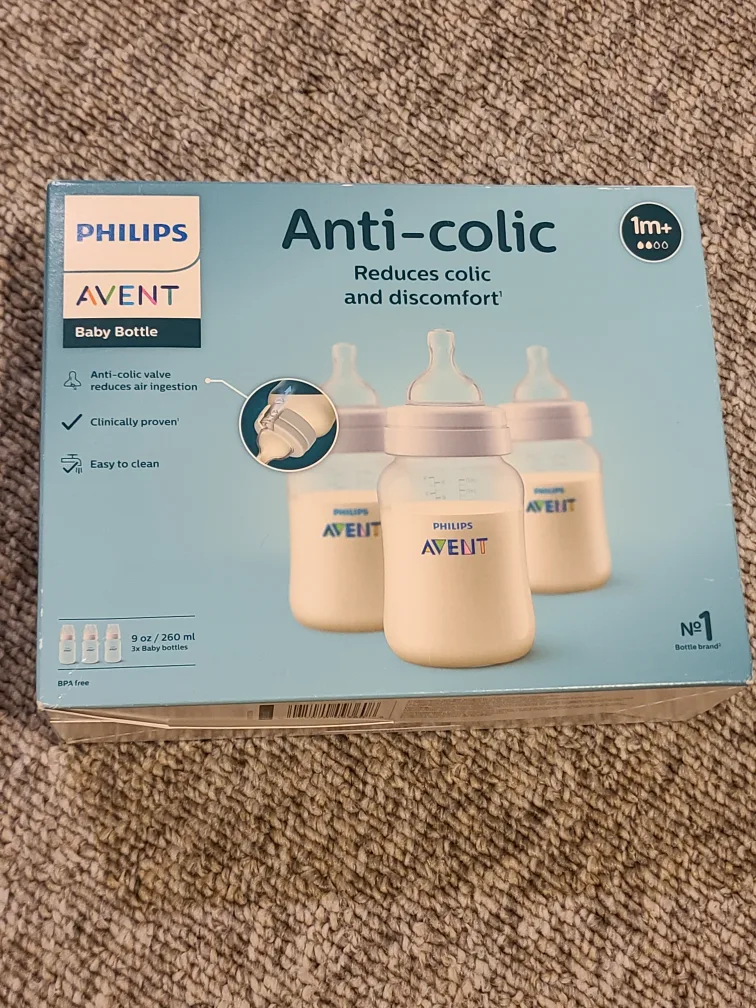 PHILIPS
AVENT
Baby Bottle
Anti-colic
Reduces colic
and discomfort¹
1m+
Anti-colic valve
reduces air ingestion
Clinically proven¹
Easy to clean
PHILIPS
AVENT
PHILIPS
AVENT
PHILIPS
AVENT
9 oz / 260 ml
3x Baby bottles
BPA free
Nº1
Bottle brand²